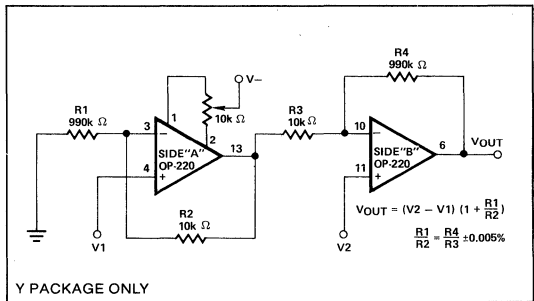 R1
990k Ω
3
−
1
V−
10k Ω
2
SIDE"A"
OP-220
13
4
+
V1
R2
10k Ω
R3
10k Ω
R4
990k Ω
10
−
SIDE"B"
OP-220
6
VOUT
11
+
V2
VOUT = (V2 − V1) (1 + R1/R2)
R1/R2 = R4/R3 ±0.005%
Y PACKAGE ONLY